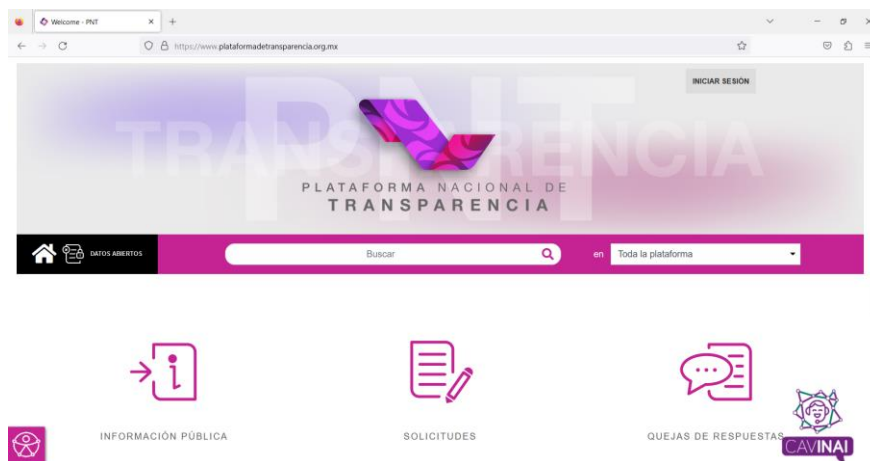 Welcome - PNT
https://www.plataformadetransparencia.org.mx
INICIAR SESIÓN
PNT
TRANSPARENCIA
PLATAFORMA NACIONAL DE
TRANSPARENCIA
DATOS ABIERTOS
Buscar
en
Toda la plataforma
INFORMACIÓN PÚBLICA
SOLICITUDES
QUEJAS DE RESPUESTAS
CAVINAI